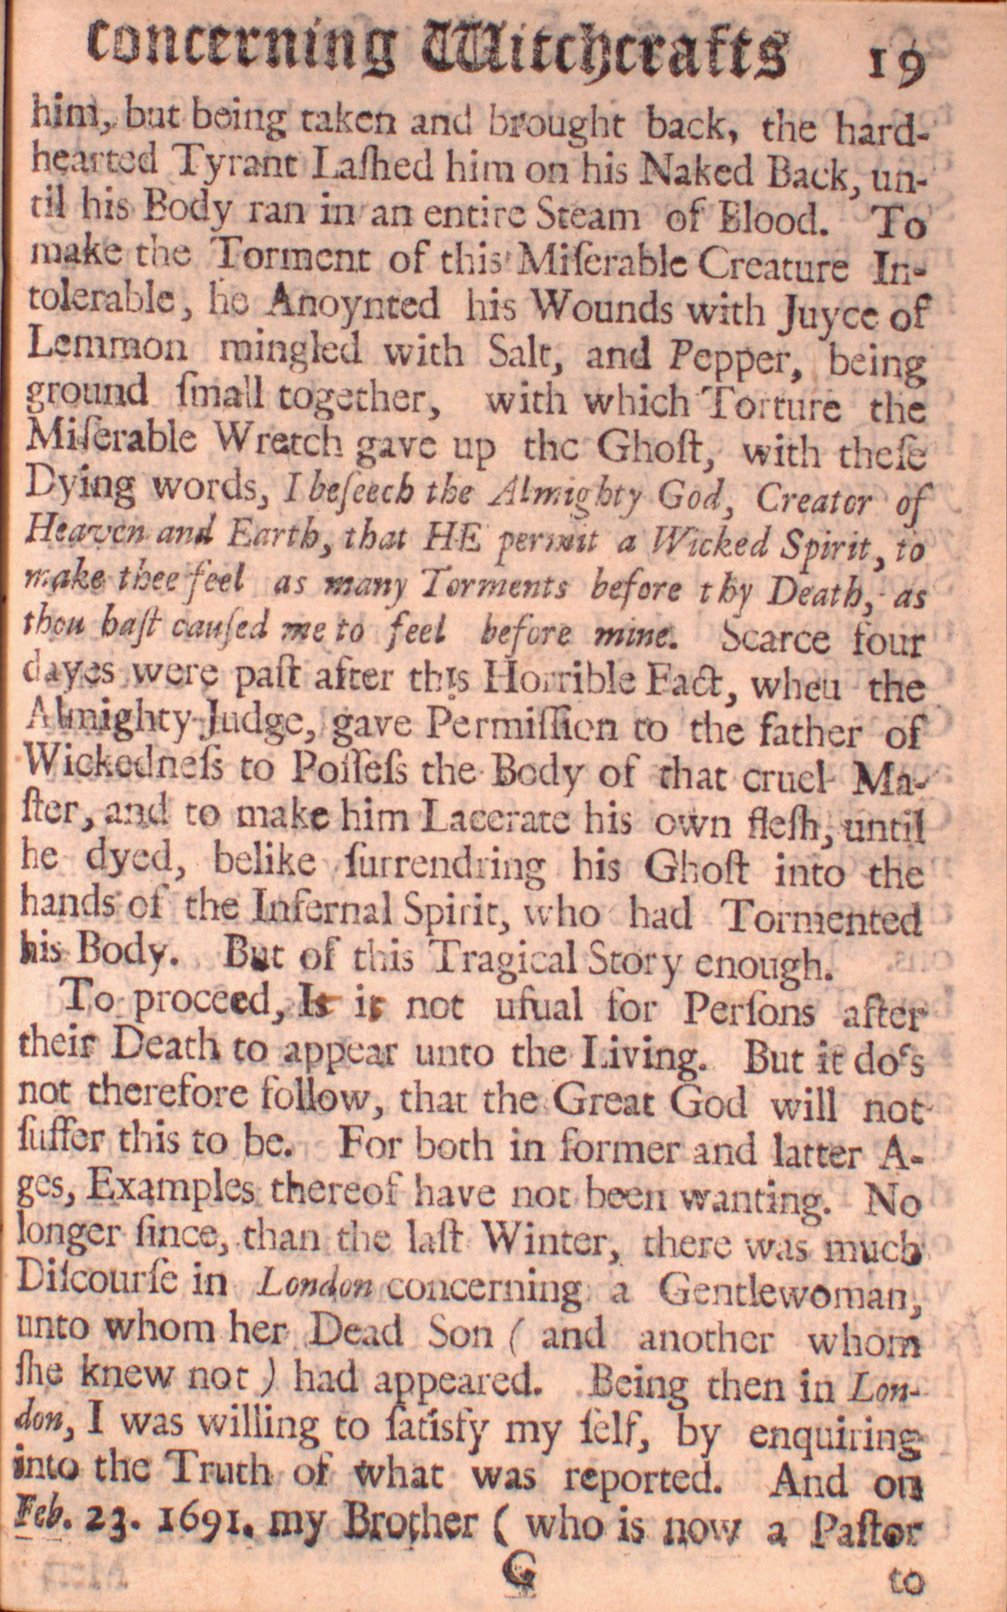 concerning Witchcrafts 19
him, but being taken and brought back, the hard-
hearted Tyrant Laſhed him on his Naked Back, un-
til his Body ran in an entire Steam of Blood. To
make the Torment of this Miſerable Creature In-
tolerable, he Anoynted his Wounds with Juyce of
Lemmon mingled with Salt, and Pepper, being
ground ſmall together, with which Torture the
Miſerable Wretch gave up the Ghoſt, with theſe
Dying words, I beſeech the Almighty God, Creator of
Heaven and Earth, that HE permit a Wicked Spirit, to
make thee feel as many Torments before thy Death, as
thou haſt cauſed me to feel before mine. Scarce four
dayes were paſt after this Horrible Fact, wheu the
Almighty Judge, gave Permiſſion to the father of
Wickedneſs to Poſſeſs the Body of that cruel Ma-
ſter, and to make him Lacerate his own fleſh, until
he dyed, belike ſurrendring his Ghoſt into the
hands of the Infernal Spirit, who had Tormented
his Body. But of this Tragical Story enough.
To proceed, Is it not uſual for Perſons after
their Death to appear unto the Living. But it does
not therefore follow, that the Great God will not
ſuffer this to be. For both in former and latter A-
ges, Examples thereof have not been wanting. No
longer ſince, than the laſt Winter, there was much
Diſcourſe in London concerning a Gentlewoman,
unto whom her Dead Son (and another whom
ſhe knew not) had appeared. Being then in Lon-
don, I was willing to ſatisfy my ſelf, by enquiring
into the Truth of what was reported. And on
Feb. 23. 1691. my Brother (who is now a Paſtor
G to